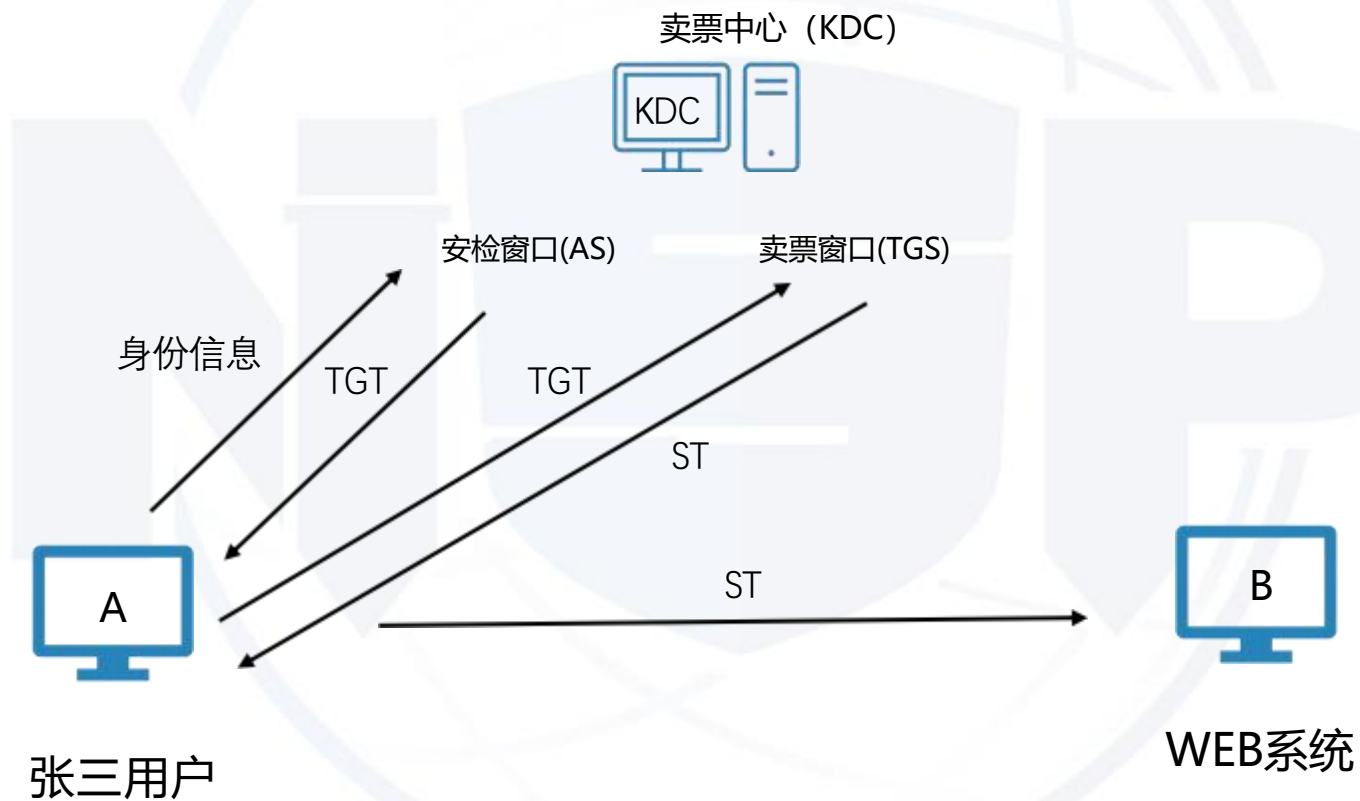 卖票中心（KDC）
KDC
安检窗口(AS)
卖票窗口(TGS)
身份信息
TGT
TGT
ST
ST
A
B
张三用户
WEB系统
NISP